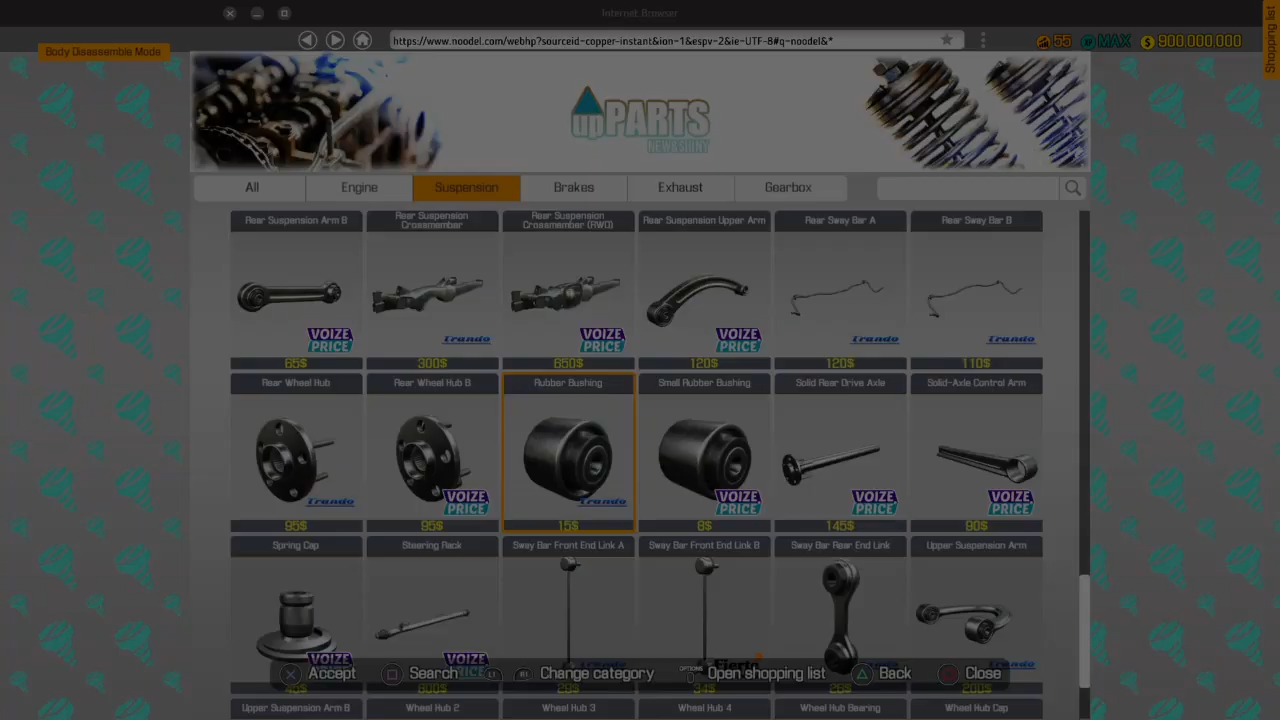 Internet Browser
Body Disassemble Mode
https://www.noodel.com/webhp?sourceid-copper-instant&ion-1&espv-2&ie-UTF-8#q-noodel&*
55 MAX 900.000.000
Shopping list
upPARTS
NEW&SHINY
All Engine Suspension Brakes Exhaust Gearbox
Rear Suspension Arm B
Rear Suspension Crossmember
Rear Suspension Crossmember (RWD)
Rear Suspension Upper Arm
Rear Sway Bar A
Rear Sway Bar B
VOIZE PRICE Trando VOIZE PRICE VOIZE PRICE Trando Trando
65$ 300$ 650$ 120$ 120$ 110$
Rear Wheel Hub Rear Wheel Hub B Rubber Bushing Small Rubber Bushing Solid Rear Drive Axle Solid-Axle Control Arm
Trando VOIZE PRICE Trando VOIZE PRICE VOIZE PRICE VOIZE PRICE
95$ 95$ 15$ 8$ 145$ 90$
Spring Cap Steering Rack Sway Bar Front End Link A Sway Bar Front End Link B Sway Bar Rear End Link Upper Suspension Arm
VOIZE VOIZE PRICE
Accept Search Change category OPTIONS Open shopping list Back Close
Upper Suspension Arm B Wheel Hub 2 Wheel Hub 3 Wheel Hub 4 Wheel Hub Bearing Wheel Hub Cap